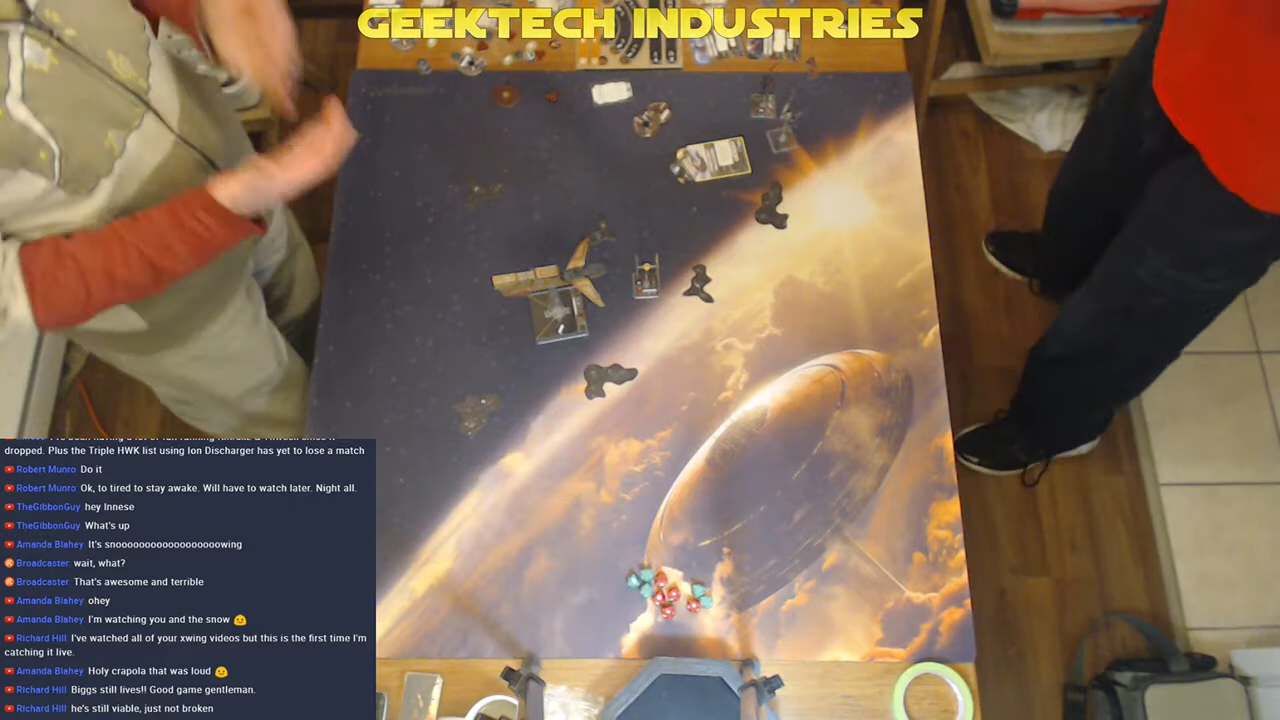 GEEKTECH INDUSTRIES
dropped. Plus the Triple HWK list using Ion Discharger has yet to lose a match
Robert Munro Do it
Robert Munro Ok, to tired to stay awake. Will have to watch later. Night all.
TheGibbonGuy hey Innese
TheGibbonGuy What's up
Amanda Blahey It's snooooooooooooooooowing
Broadcaster wait, what?
Broadcaster That's awesome and terrible
Amanda Blahey ohey
Amanda Blahey I'm watching you and the snow
Richard Hill I've watched all of your xwing videos but this is the first time I'm
catching it live.
Amanda Blahey Holy crapola that was loud
Richard Hill Biggs still lives!! Good game gentleman.
Richard Hill he's still viable, just not broken